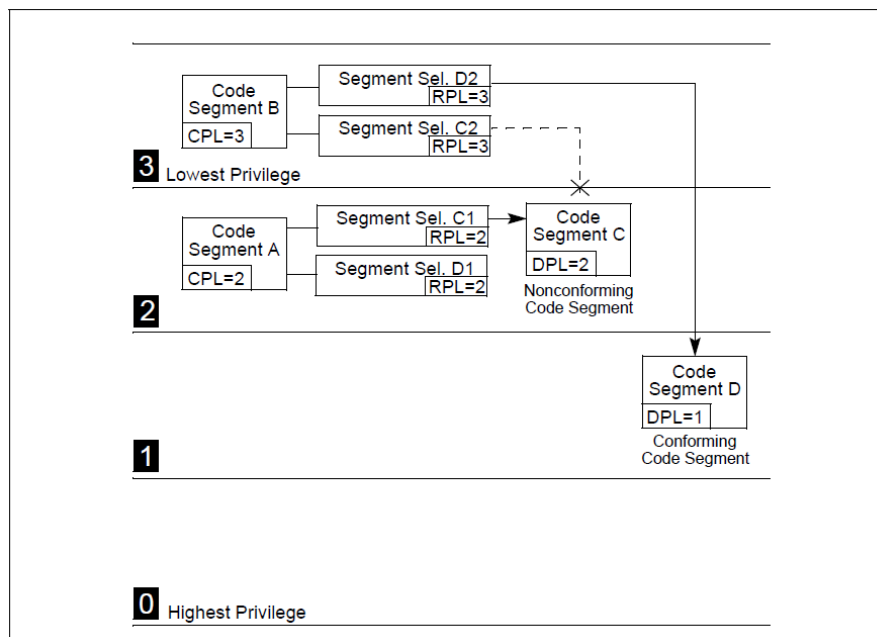 Code
Segment B
CPL=3
Segment Sel. D2
RPL=3
Segment Sel. C2
RPL=3
3 Lowest Privilege
Code
Segment A
CPL=2
Segment Sel. C1
RPL=2
Segment Sel. D1
RPL=2
Code
Segment C
DPL=2
Nonconforming
Code Segment
2
Code
Segment D
DPL=1
Conforming
Code Segment
1
0 Highest Privilege